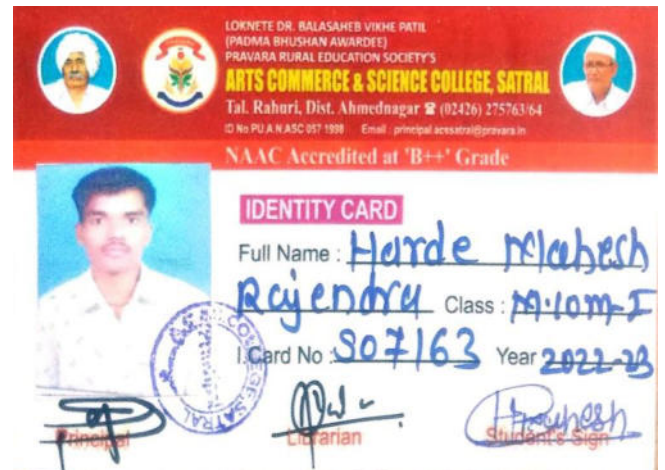 LOKNETE DR. BALASAHEB VIKHE PATIL
(PADMA BHUSHAN AWARDEE)
PRAVARA RURAL EDUCATION SOCIETY'S
ARTS COMMERCE & SCIENCE COLLEGE, SATRAL
Tal. Rahuri, Dist. Ahmednagar ☎ (02426) 275763/64
ID No PU A N ASC 057 1998 Email : principal.acssatral@pravara.in
NAAC Accredited at 'B++' Grade
IDENTITY CARD
Full Name : Harde Mahesh
Rajendra Class : M.com-I
I.Card No : S07163 Year 2022-23
COLLEGE, SATRAL
Principal Librarian Student's Sign